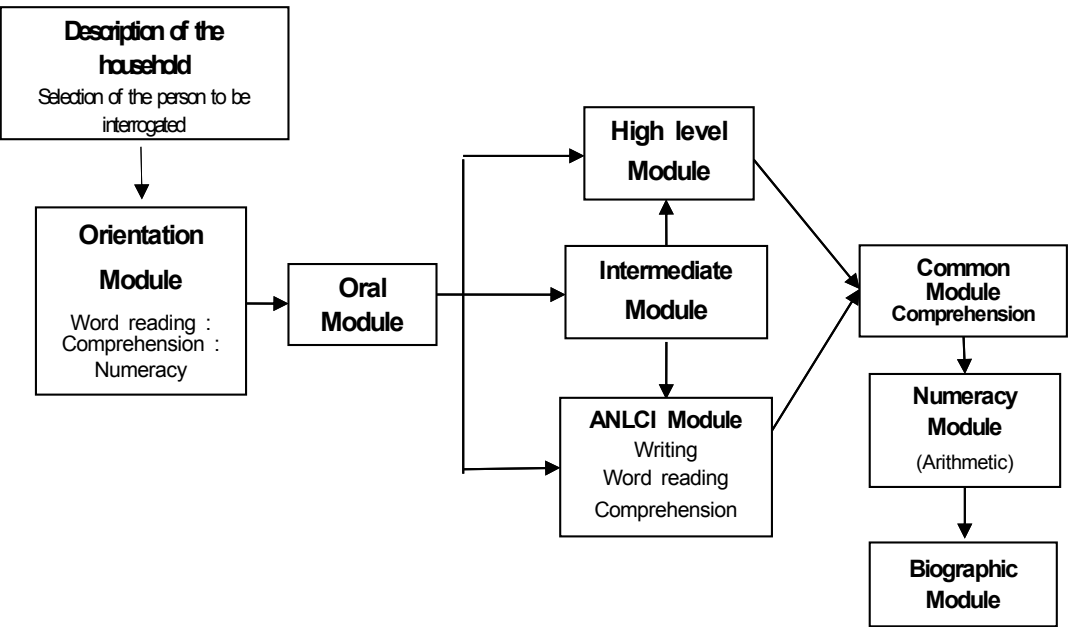 Description of the
household
Selection of the person to be
interrogated
Orientation
Module
Word reading :
Comprehension :
Numeracy
Oral
Module
High level
Module
Intermediate
Module
ANLCI Module
Writing
Word reading
Comprehension
Common
Module
Comprehension
Numeracy
Module
(Arithmetic)
Biographic
Module